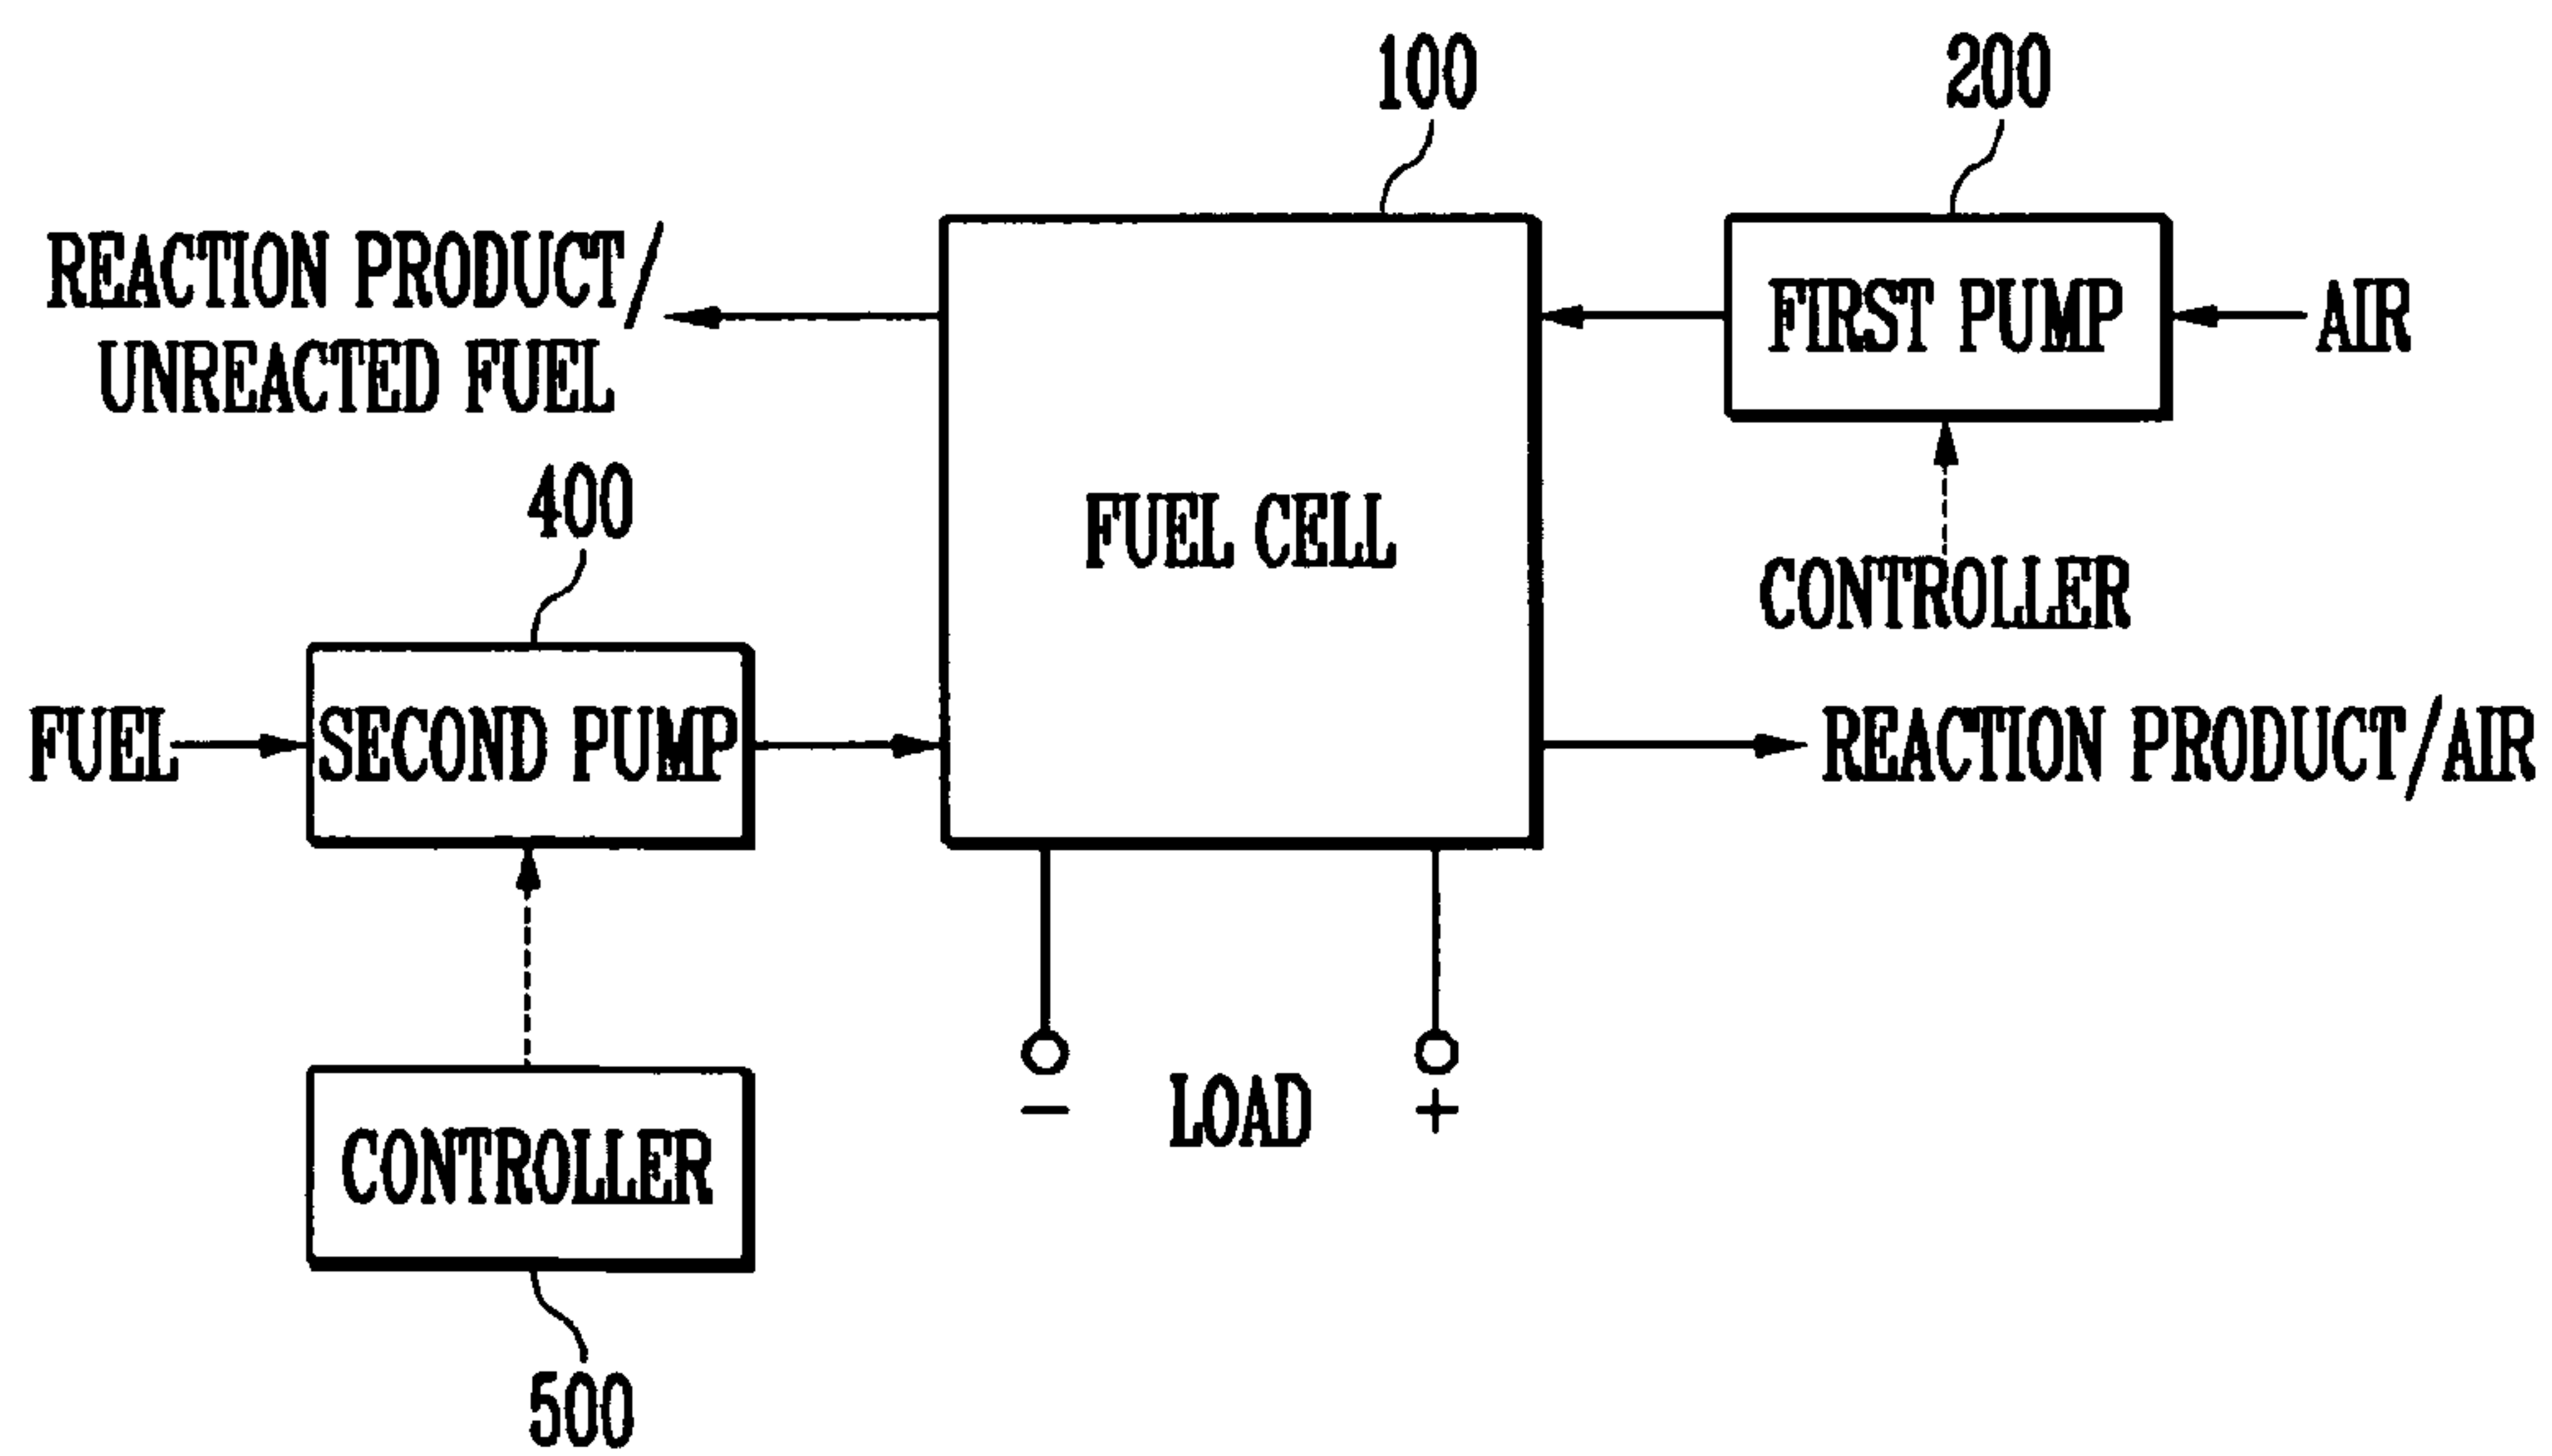 100
200
REACTION PRODUCT/
UNREACTED FUEL
FIRST PUMP
AIR
400
FUEL CELL
CONTROLLER
FUEL
SECOND PUMP
REACTION PRODUCT/AIR
- LOAD +
CONTROLLER
500